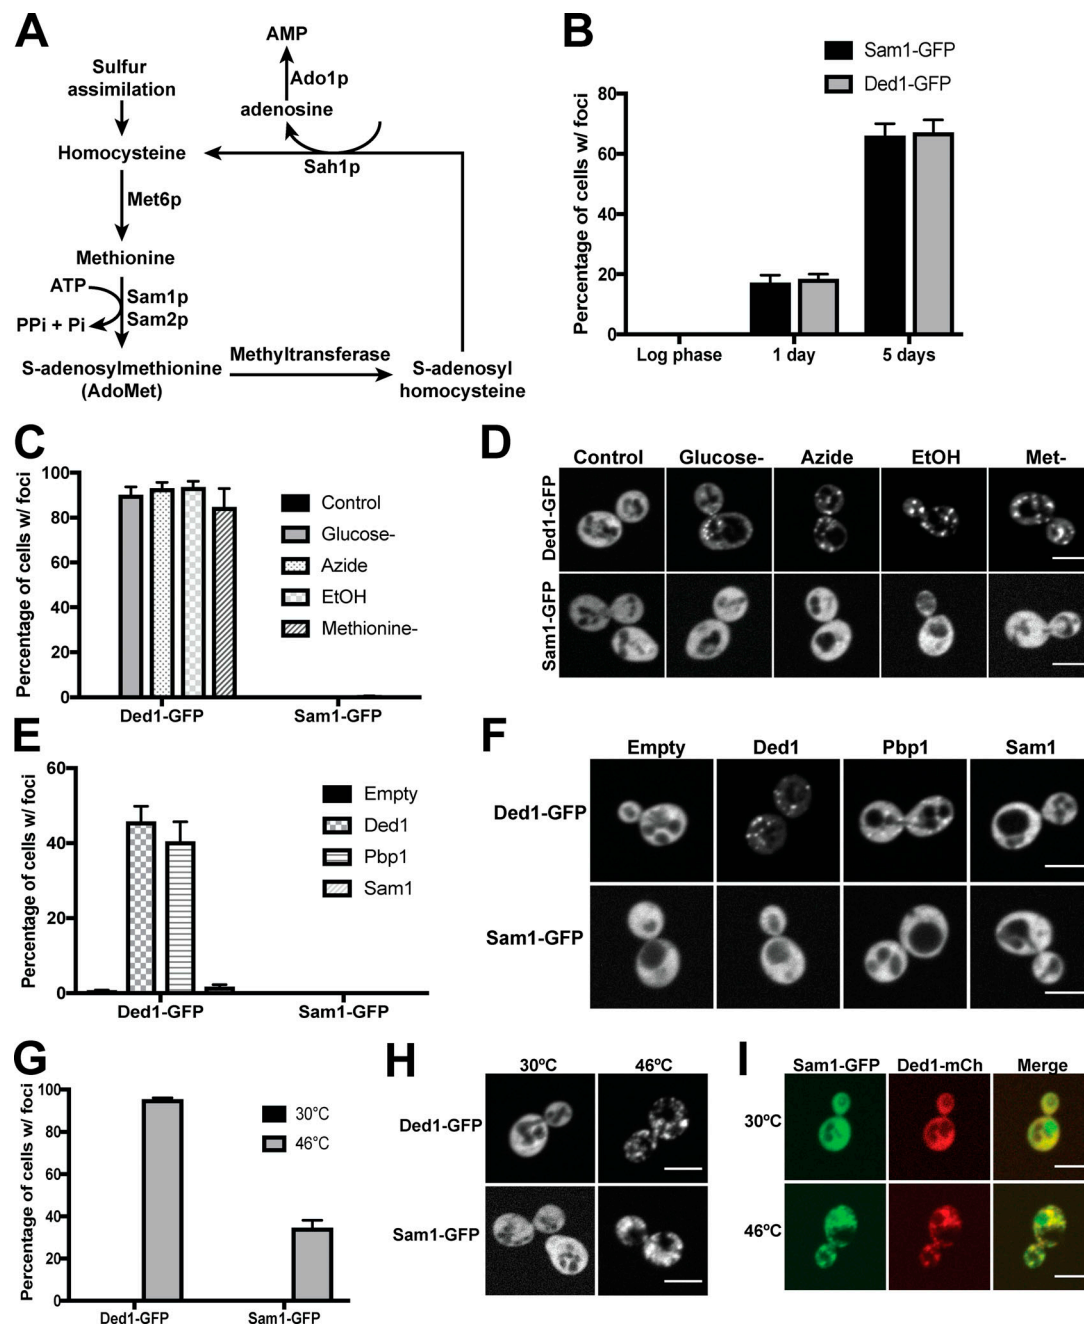 A
Sulfur
assimilation
AMP
Ado1p
adenosine
Homocysteine
Sah1p
Met6p
Methionine
ATP
Sam1p
PPi + Pi
Sam2p
S-adenosylmethionine
(AdoMet)
Methyltransferase
S-adenosyl
homocysteine
B
Sam1-GFP
Ded1-GFP
Percentage of cells w/ foci
80
60
40
20
0
Log phase 1 day 5 days
C
Percentage of cells w/ foci
100
80
60
40
20
0
Control
Glucose-
Azide
EtOH
Methionine-
Ded1-GFP Sam1-GFP
D
Control Glucose- Azide EtOH Met-
Ded1-GFP
Sam1-GFP
E
Percentage of cells w/ foci
60
40
20
0
Empty
Ded1
Pbp1
Sam1
Ded1-GFP Sam1-GFP
F
Empty Ded1 Pbp1 Sam1
Ded1-GFP
Sam1-GFP
G
Percentage of cells w/ foci
100
80
60
40
20
0
30°C
46°C
Ded1-GFP Sam1-GFP
H
30ºC 46ºC
Ded1-GFP
Sam1-GFP
I
Sam1-GFP Ded1-mCh Merge
30ºC
46ºC